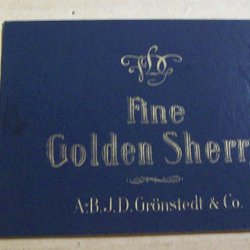 Fine
Golden Sherr
A-B. J. D. Grönstedt & Co.